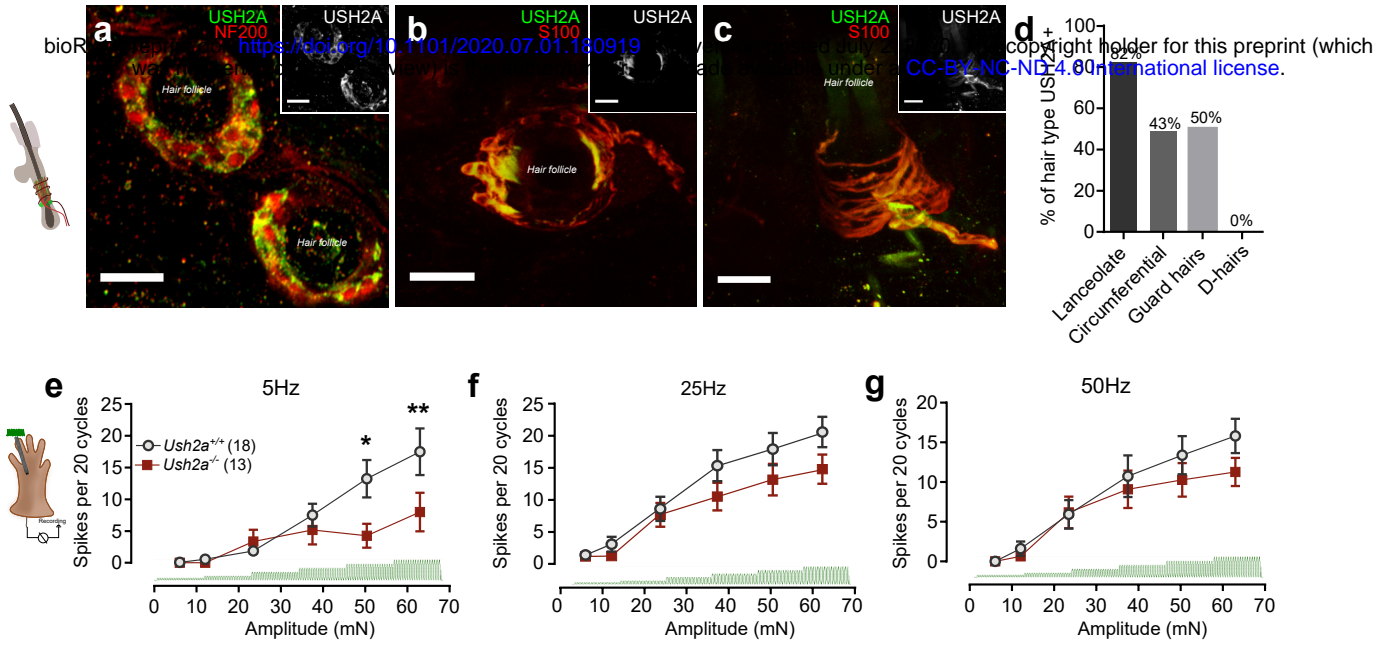 a
USH2A
NF200
USH2A
Hair follicle
Hair follicle
b
USH2A
S100
USH2A
Hair follicle
c
USH2A
S100
USH2A
Hair follicle
bioR
https://doi.org/10.1101/2020.07.01.180919
copyright holder for this preprint (which
under a CC-BY-NC-ND 4.0 International license.
d
% of hair type USH2A +
100
80
60
40
20
0
82%
43%
50%
0%
Lanceolate
Circumferential
Guard hairs
D-hairs
Recording
e
5Hz
Spikes per 20 cycles
25
20
15
10
5
0
Ush2a+/+ (18)
Ush2a-/- (13)
*
**
0 10 20 30 40 50 60 70
Amplitude (mN)
f
25Hz
Spikes per 20 cycles
25
20
15
10
5
0
0 10 20 30 40 50 60 70
Amplitude (mN)
g
50Hz
Spikes per 20 cycles
20
15
10
5
0
0 10 20 30 40 50 60 70
Amplitude (mN)